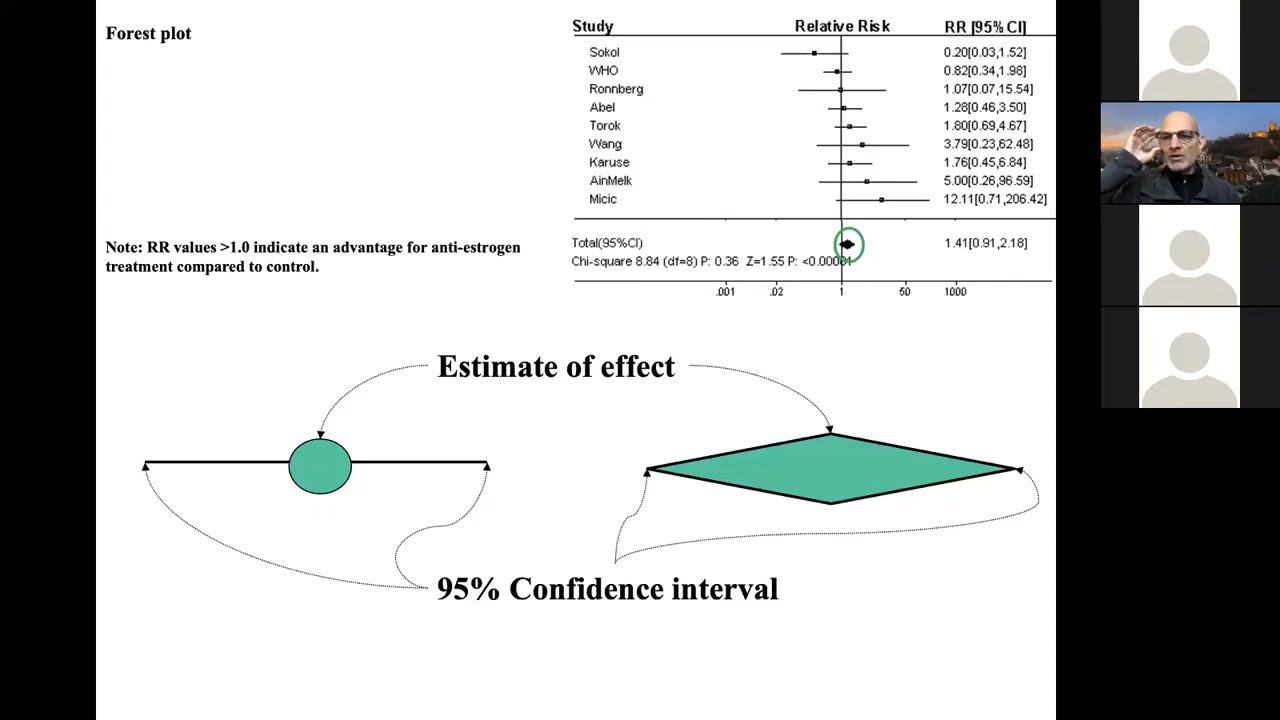 Forest plot
Study Relative Risk RR [95% CI]
Sokol 0.20[0.03,1.52]
WHO 0.82[0.34,1.98]
Ronnberg 1.07[0.07,15.54]
Abel 1.28[0.46,3.50]
Torok 1.80[0.69,4.67]
Wang 3.79[0.23,62.48]
Karuse 1.76[0.45,6.84]
AinMelk 5.00[0.26,96.59]
Micic 12.11[0.71,206.42]
Total(95%CI) 1.41[0.91,2.18]
Chi-square 8.84 (df=8) P: 0.36 Z=1.55 P: <0.00001
.001 .02 1 50 1000
Note: RR values >1.0 indicate an advantage for anti-estrogen
treatment compared to control.
Estimate of effect
95% Confidence interval